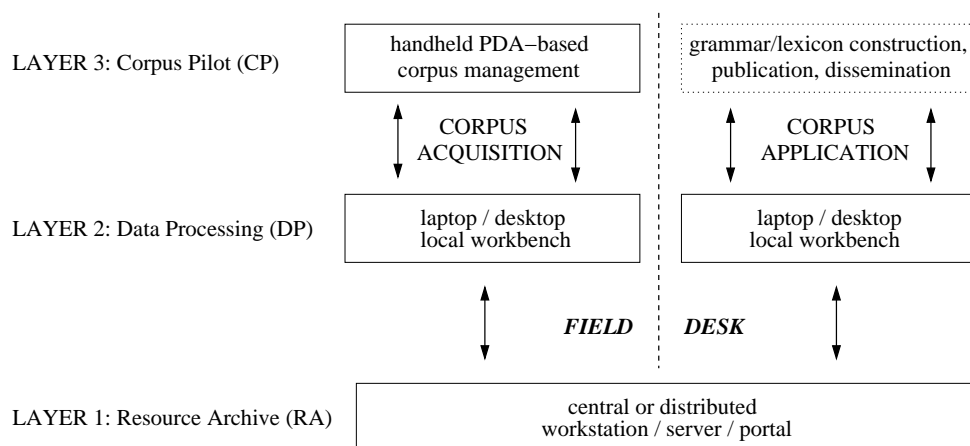 LAYER 3: Corpus Pilot (CP)
handheld PDA−based
corpus management
grammar/lexicon construction,
publication, dissemination
CORPUS
ACQUISITION
CORPUS
APPLICATION
LAYER 2: Data Processing (DP)
laptop / desktop
local workbench
laptop / desktop
local workbench
FIELD
DESK
LAYER 1: Resource Archive (RA)
central or distributed
workstation / server / portal